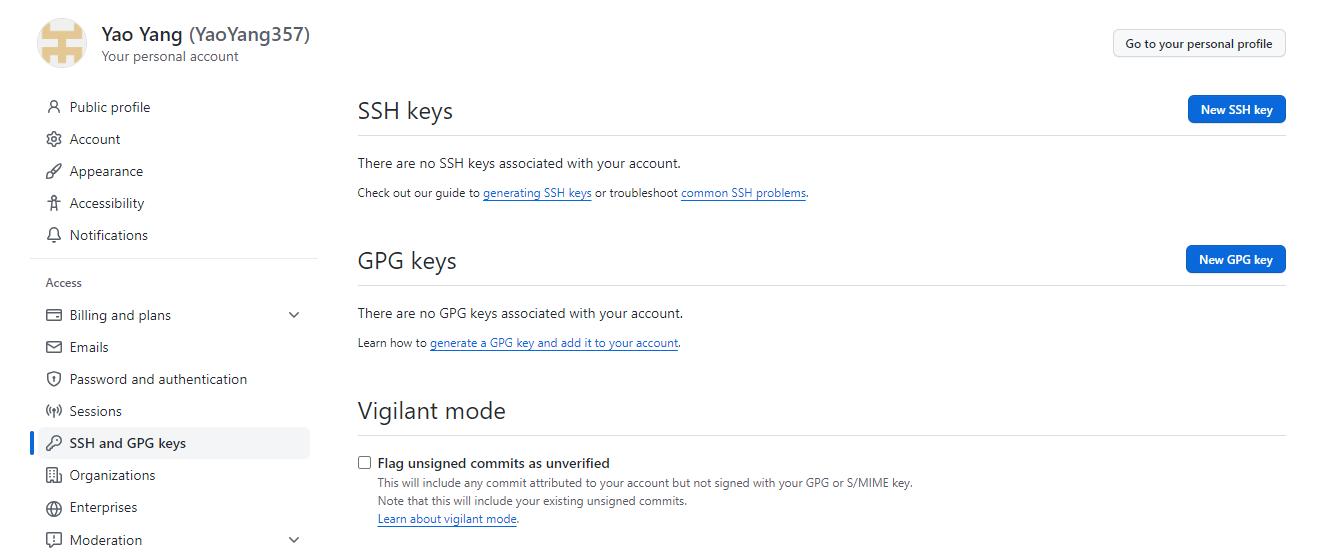 Yao Yang (YaoYang357)
Your personal account
Go to your personal profile
Public profile
Account
Appearance
Accessibility
Notifications
Access
Billing and plans
Emails
Password and authentication
Sessions
SSH and GPG keys
Organizations
Enterprises
Moderation
SSH keys
New SSH key
There are no SSH keys associated with your account.
Check out our guide to generating SSH keys or troubleshoot common SSH problems.
GPG keys
New GPG key
There are no GPG keys associated with your account.
Learn how to generate a GPG key and add it to your account.
Vigilant mode
Flag unsigned commits as unverified
This will include any commit attributed to your account but not signed with your GPG or S/MIME key.
Note that this will include your existing unsigned commits.
Learn about vigilant mode.